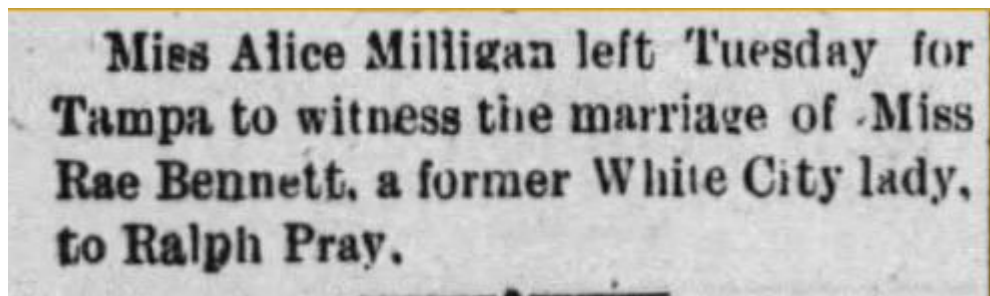 Miss Alice Milligan left Tuesday for
Tampa to witness the marriage of Miss
Rae Bennett, a former White City lady,
to Ralph Pray.